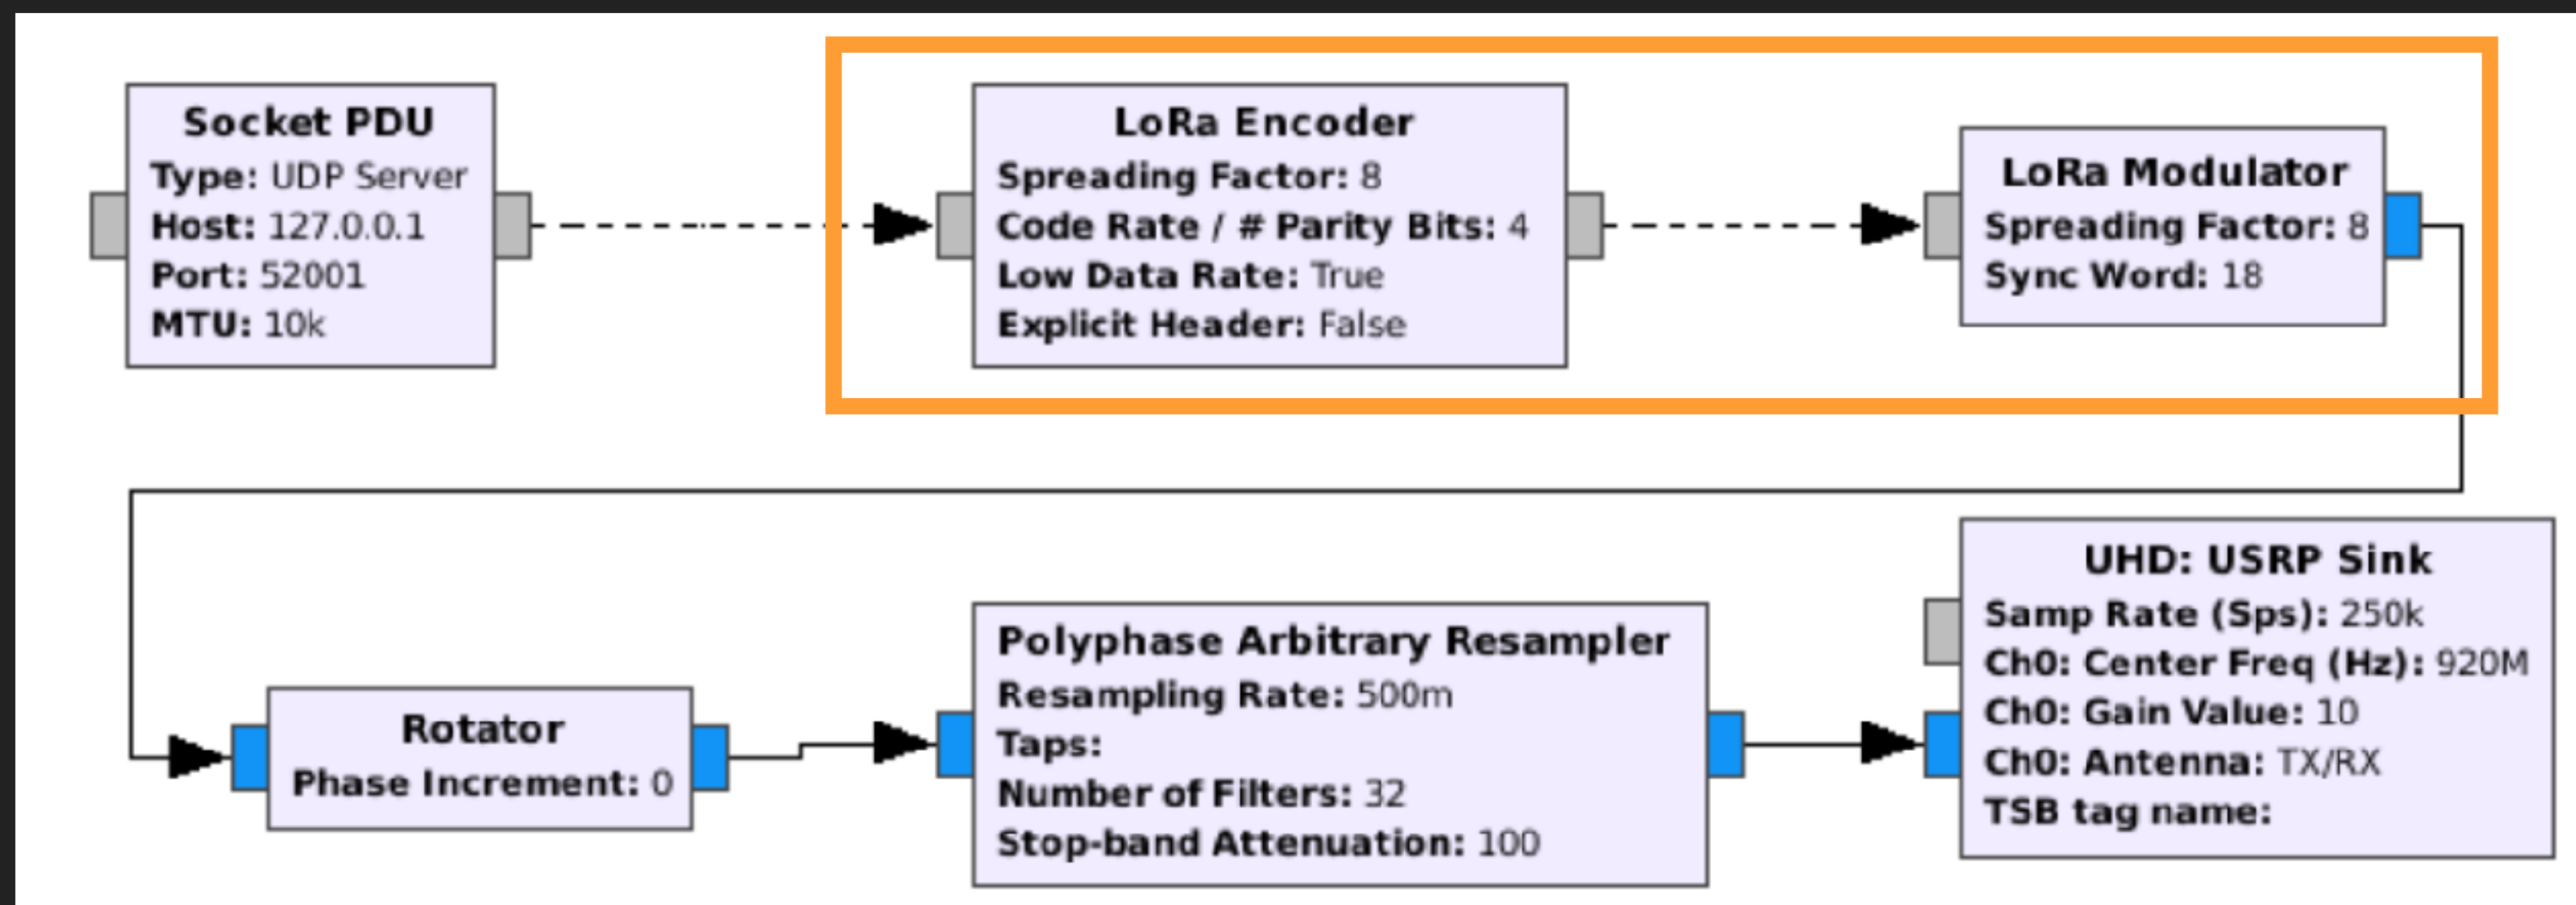 Socket PDU
Type: UDP Server
Host: 127.0.0.1
Port: 52001
MTU: 10k
LoRa Encoder
Spreading Factor: 8
Code Rate / # Parity Bits: 4
Low Data Rate: True
Explicit Header: False
LoRa Modulator
Spreading Factor: 8
Sync Word: 18
Rotator
Phase Increment: 0
Polyphase Arbitrary Resampler
Resampling Rate: 500m
Taps:
Number of Filters: 32
Stop-band Attenuation: 100
UHD: USRP Sink
Samp Rate (Sps): 250k
Ch0: Center Freq (Hz): 920M
Ch0: Gain Value: 10
Ch0: Antenna: TX/RX
TSB tag name: